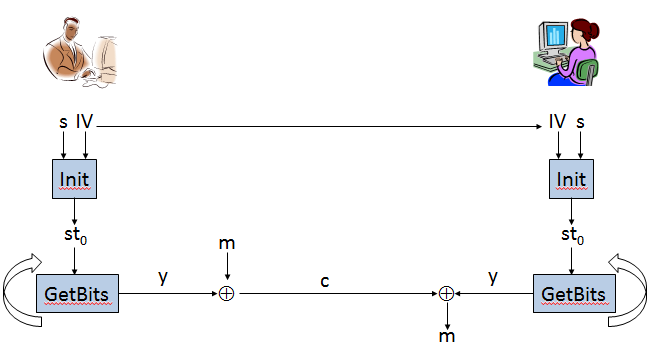 s IV IV s
Init Init
st₀ st₀
m
y c y
GetBits GetBits
m